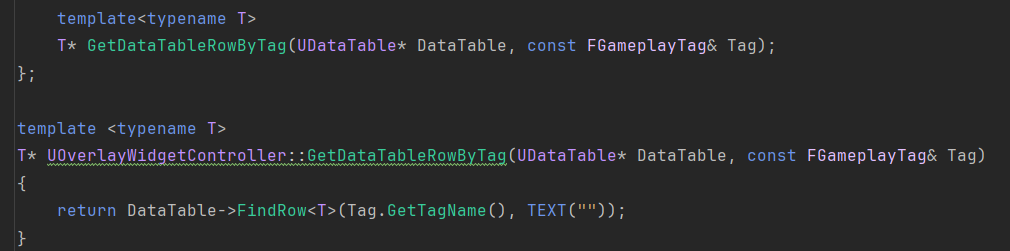 template<typename T>
T* GetDataTableRowByTag(UDataTable* DataTable, const FGameplayTag& Tag);
};
template <typename T>
T* UOverlayWidgetController::GetDataTableRowByTag(UDataTable* DataTable, const FGameplayTag& Tag)
{
return DataTable->FindRow<T>(Tag.GetTagName(), TEXT(""));
}